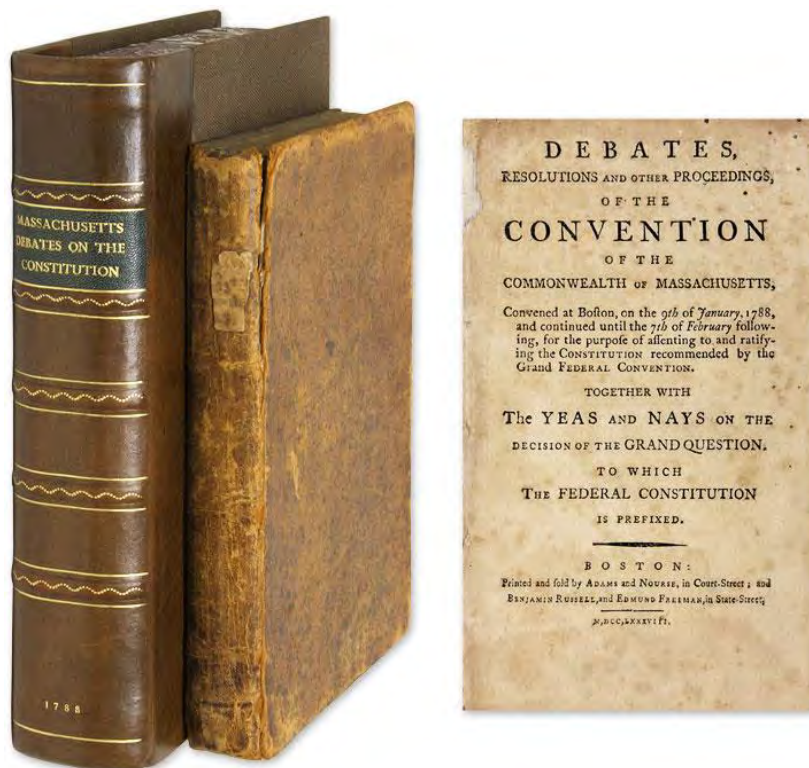 MASSACHUSETTS
DEBATES ON THE
CONSTITUTION
1788
DEBATES,
RESOLUTIONS AND OTHER PROCEEDINGS,
OF THE
CONVENTION
OF THE
COMMONWEALTH OF MASSACHUSETTS,
Convened at Boſton, on the 9th of January, 1788,
and continued until the 7th of February follow-
ing, for the purpoſe of aſſenting to and ratify-
ing the CONSTITUTION recommended by the
Grand FEDERAL CONVENTION.
TOGETHER WITH
The YEAS AND NAYS ON THE
DECISION OF THE GRAND QUESTION.
TO WHICH
THE FEDERAL CONSTITUTION
IS PREFIXED.
BOSTON:
Printed and ſold by ADAMS and NOURSE, in Court-Street; and
BENJAMIN RUSSELL, and EDMUND FREEMAN, in State-Street;
M,DCC,LXXXVIII.